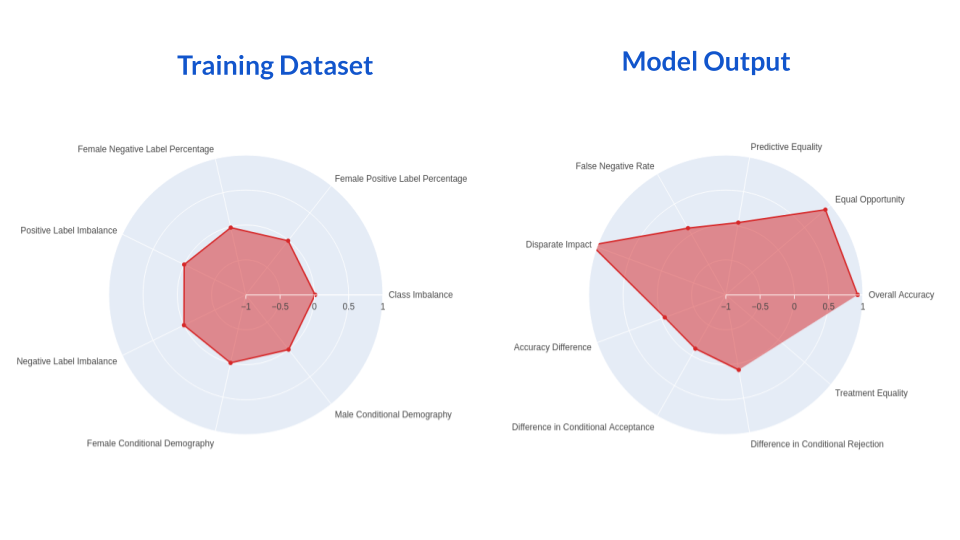 Training Dataset
Female Negative Label Percentage
Female Positive Label Percentage
Positive Label Imbalance
Class Imbalance
−1 −0.5 0 0.5 1
Negative Label Imbalance
Male Conditional Demography
Female Conditional Demography
Model Output
Predictive Equality
False Negative Rate
Equal Opportunity
Disparate Impact
Overall Accuracy
−1 −0.5 0 0.5 1
Accuracy Difference
Treatment Equality
Difference in Conditional Acceptance
Difference in Conditional Rejection